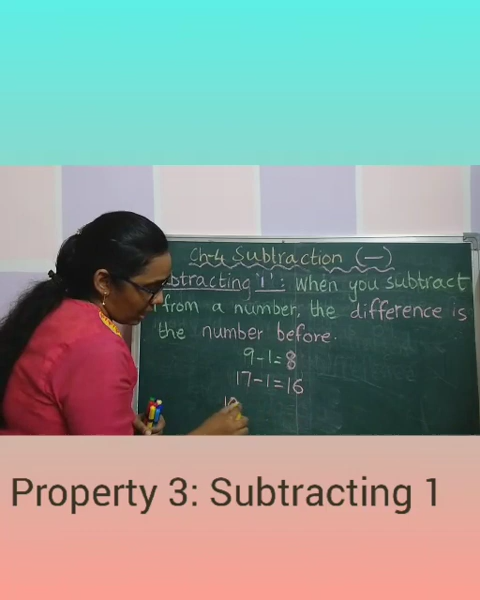 Ch-4 Subtraction (-)
btracting '1': When you subtract
from a number, the difference is
the number before.
9-1=8
17-1=16
Property 3: Subtracting 1